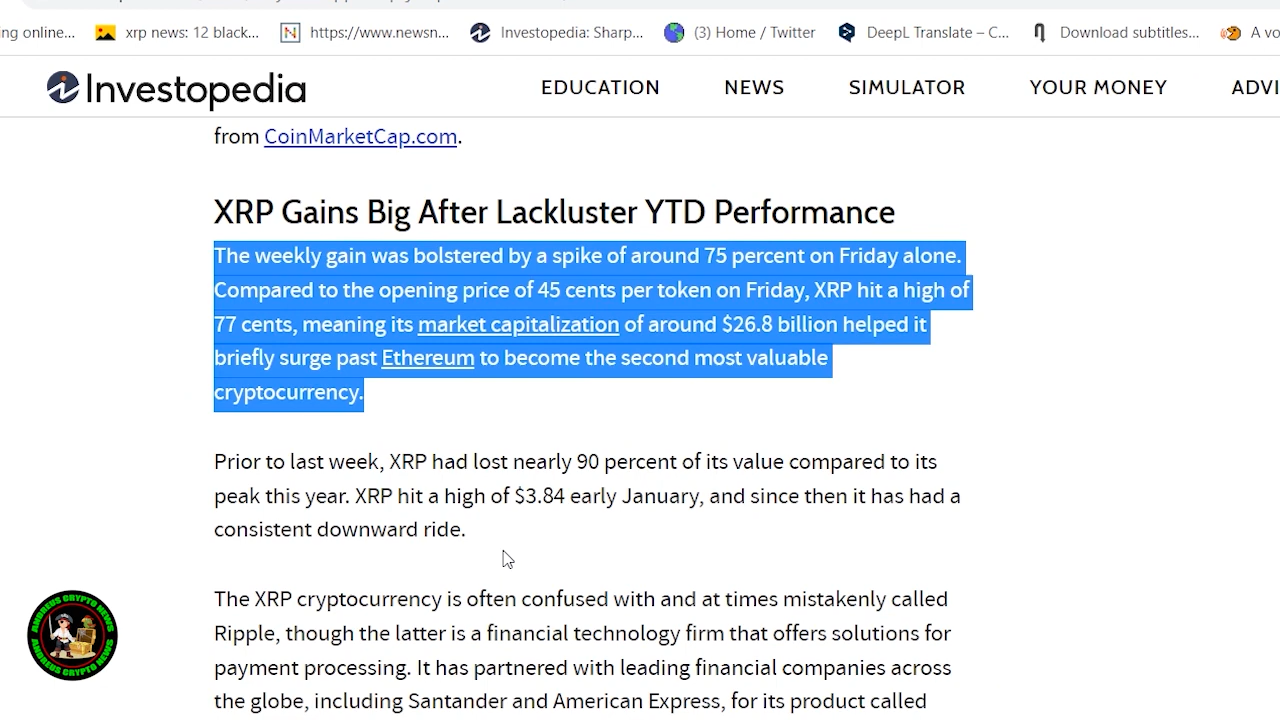 ng online...
xrp news: 12 black...
https://www.newsn...
Investopedia: Sharp...
(3) Home / Twitter
DeepL Translate – C...
Download subtitles...
A vo
Investopedia
EDUCATION
NEWS
SIMULATOR
YOUR MONEY
ADVI
from CoinMarketCap.com.
XRP Gains Big After Lackluster YTD Performance
The weekly gain was bolstered by a spike of around 75 percent on Friday alone.
Compared to the opening price of 45 cents per token on Friday, XRP hit a high of
77 cents, meaning its market capitalization of around $26.8 billion helped it
briefly surge past Ethereum to become the second most valuable
cryptocurrency.
Prior to last week, XRP had lost nearly 90 percent of its value compared to its
peak this year. XRP hit a high of $3.84 early January, and since then it has had a
consistent downward ride.
The XRP cryptocurrency is often confused with and at times mistakenly called
Ripple, though the latter is a financial technology firm that offers solutions for
payment processing. It has partnered with leading financial companies across
the globe, including Santander and American Express, for its product called
ANDREUS CRYPTO NEWS
ANDREUS CRYPTO NEWS